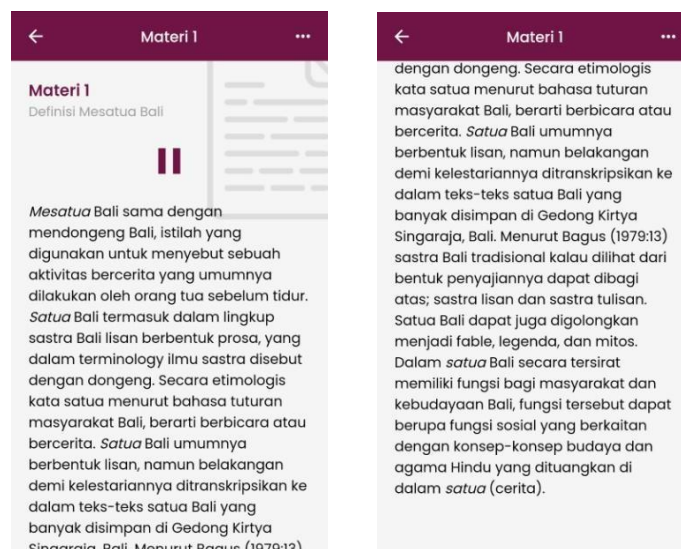 Materi 1
Materi 1
Definisi Mesatua Bali
Mesatua Bali sama dengan
mendongeng Bali, istilah yang
digunakan untuk menyebut sebuah
aktivitas bercerita yang umumnya
dilakukan oleh orang tua sebelum tidur.
Satua Bali termasuk dalam lingkup
sastra Bali lisan berbentuk prosa, yang
dalam terminology ilmu sastra disebut
dengan dongeng. Secara etimologis
kata satua menurut bahasa tuturan
masyarakat Bali, berarti berbicara atau
bercerita. Satua Bali umumnya
berbentuk lisan, namun belakangan
demi kelestariannya ditranskripsikan ke
dalam teks-teks satua Bali yang
banyak disimpan di Gedong Kirtya
Singaraja, Bali. Menurut Bagus (1979:13)
Materi 1
dengan dongeng. Secara etimologis
kata satua menurut bahasa tuturan
masyarakat Bali, berarti berbicara atau
bercerita. Satua Bali umumnya
berbentuk lisan, namun belakangan
demi kelestariannya ditranskripsikan ke
dalam teks-teks satua Bali yang
banyak disimpan di Gedong Kirtya
Singaraja, Bali. Menurut Bagus (1979:13)
sastra Bali tradisional kalau dilihat dari
bentuk penyajiannya dapat dibagi
atas; sastra lisan dan sastra tulisan.
Satua Bali dapat juga digolongkan
menjadi fable, legenda, dan mitos.
Dalam satua Bali secara tersirat
memiliki fungsi bagi masyarakat dan
kebudayaan Bali, fungsi tersebut dapat
berupa fungsi sosial yang berkaitan
dengan konsep-konsep budaya dan
agama Hindu yang dituangkan di
dalam satua (cerita).